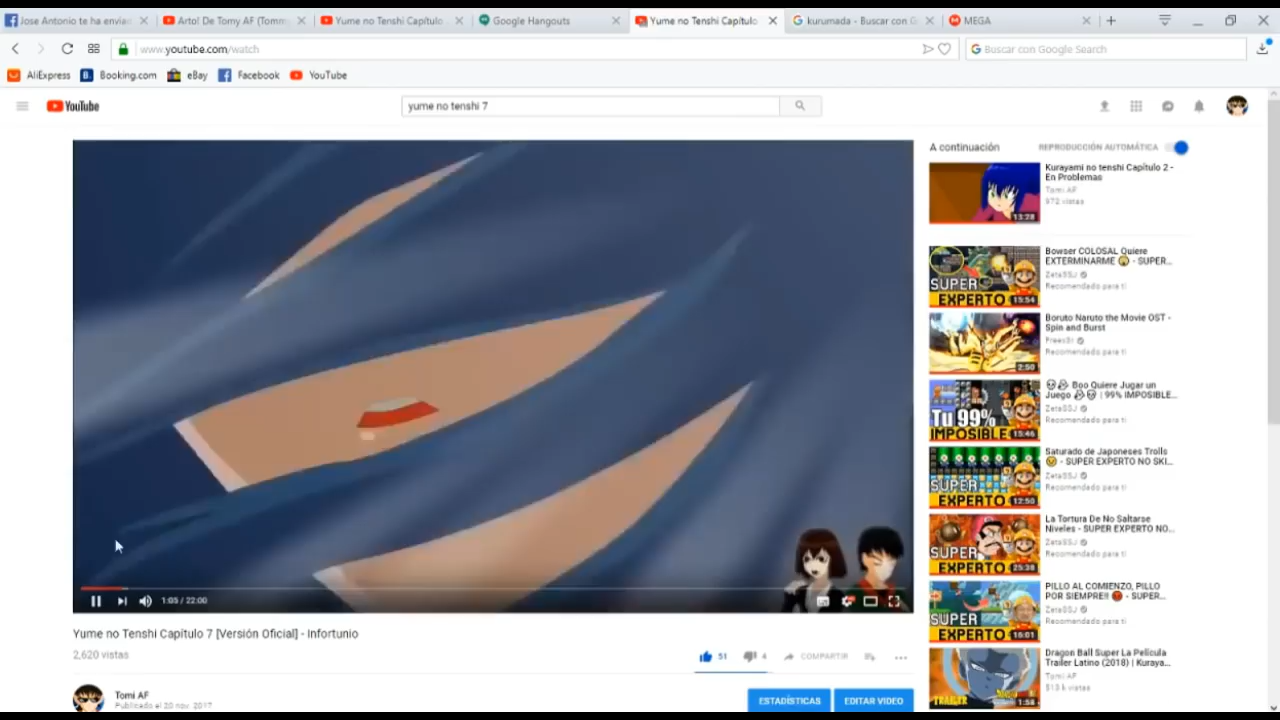 Jose Antonio te ha enviad
Arto! De Tomy AF (Tomm
Yume no Tenshi Capítulo
Google Hangouts
Yume no Tenshi Capítulo
kurumada - Buscar con G
MEGA
www.youtube.com/watch
Buscar con Google Search
AliExpress
Booking.com
eBay
Facebook
YouTube
YouTube
yume no tenshi 7
A continuación
REPRODUCCIÓN AUTOMÁTICA
Kurayami no tenshi Capítulo 2 -
En Problemas
Tomi AF
972 vistas
13:28
Bowser COLOSAL Quiere
EXTERMINARME - SUPER...
ZetaSSJ
Recomendado para ti
SUPER
EXPERTO
15:54
Boruto Naruto the Movie OST -
Spin and Burst
Recomendado para ti
2:50
Boo Quiere Jugar un
Juego | 99% IMPOSIBLE...
ZetaSSJ
Recomendado para ti
Tu 99%
IMPOSIBLE
15:46
Saturado de Japoneses Trolls
- SUPER EXPERTO NO SKI...
ZetaSSJ
Recomendado para ti
SUPER
EXPERTO
12:50
La Tortura De No Saltarse
Niveles - SUPER EXPERTO NO...
ZetaSSJ
Recomendado para ti
SUPER
EXPERTO
25:38
PILLO AL COMIENZO, PILLO
POR SIEMPRE!! - SUPER...
ZetaSSJ
Recomendado para ti
SUPER
EXPERTO
Dragon Ball Super La Película
Trailer Latino (2018) | Kuraya...
Tomi AF
TRAILER
1:58
1:05 / 22:00
Yume no Tenshi Capítulo 7 [Versión Oficial] - Infortunio
2,620 vistas
51
4
COMPARTIR
Tomi AF
Publicado el 20 nov. 2017
ESTADÍSTICAS
EDITAR VIDEO